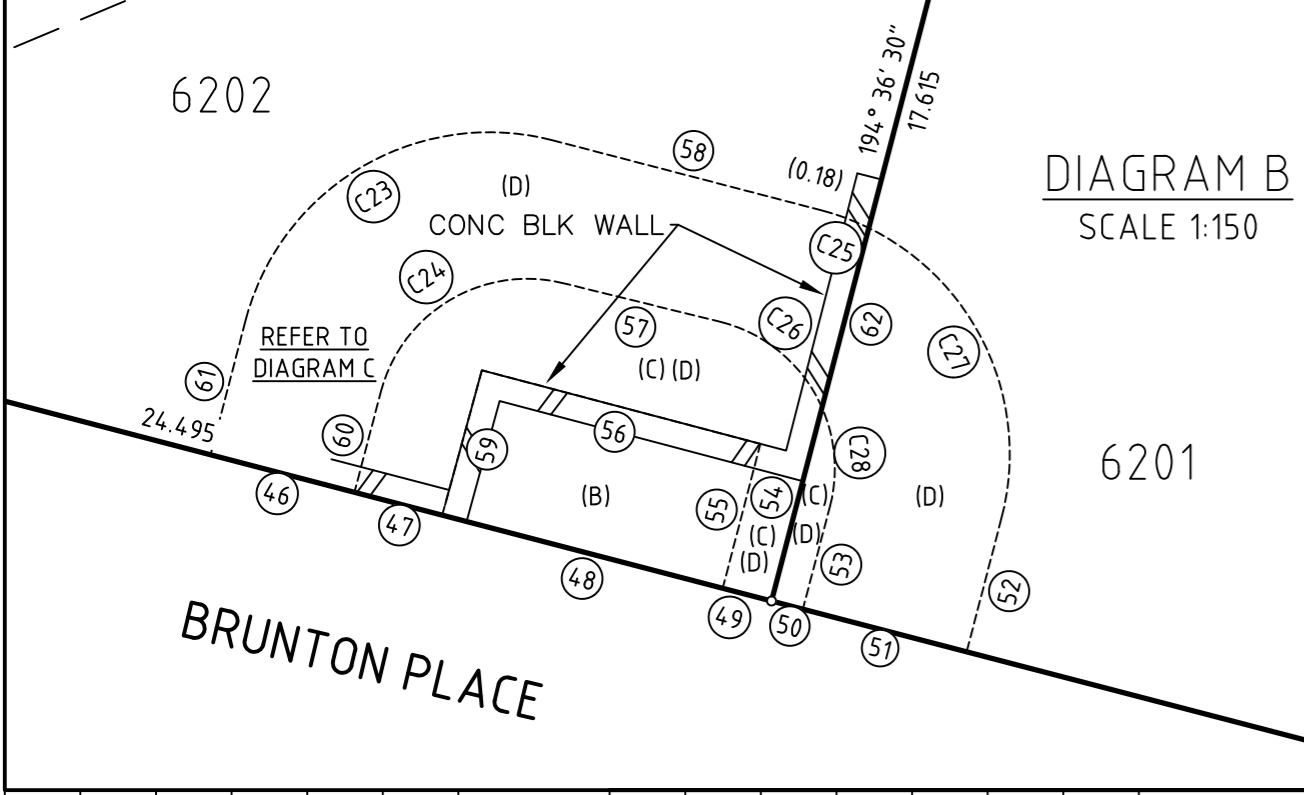 6202
194° 36' 30"
17.615
58
(0.18)
DIAGRAM B
SCALE 1:150
C23
(D)
CONC BLK WALL
C25
C24
C26
62
57
REFER TO
DIAGRAM C
C27
(C) (D)
61
24.495
60
56
59
C28
6201
46
(B)
55
54
(C)
(D)
47
(C)
(D)
(D)
53
48
52
49
50
51
BRUNTON PLACE